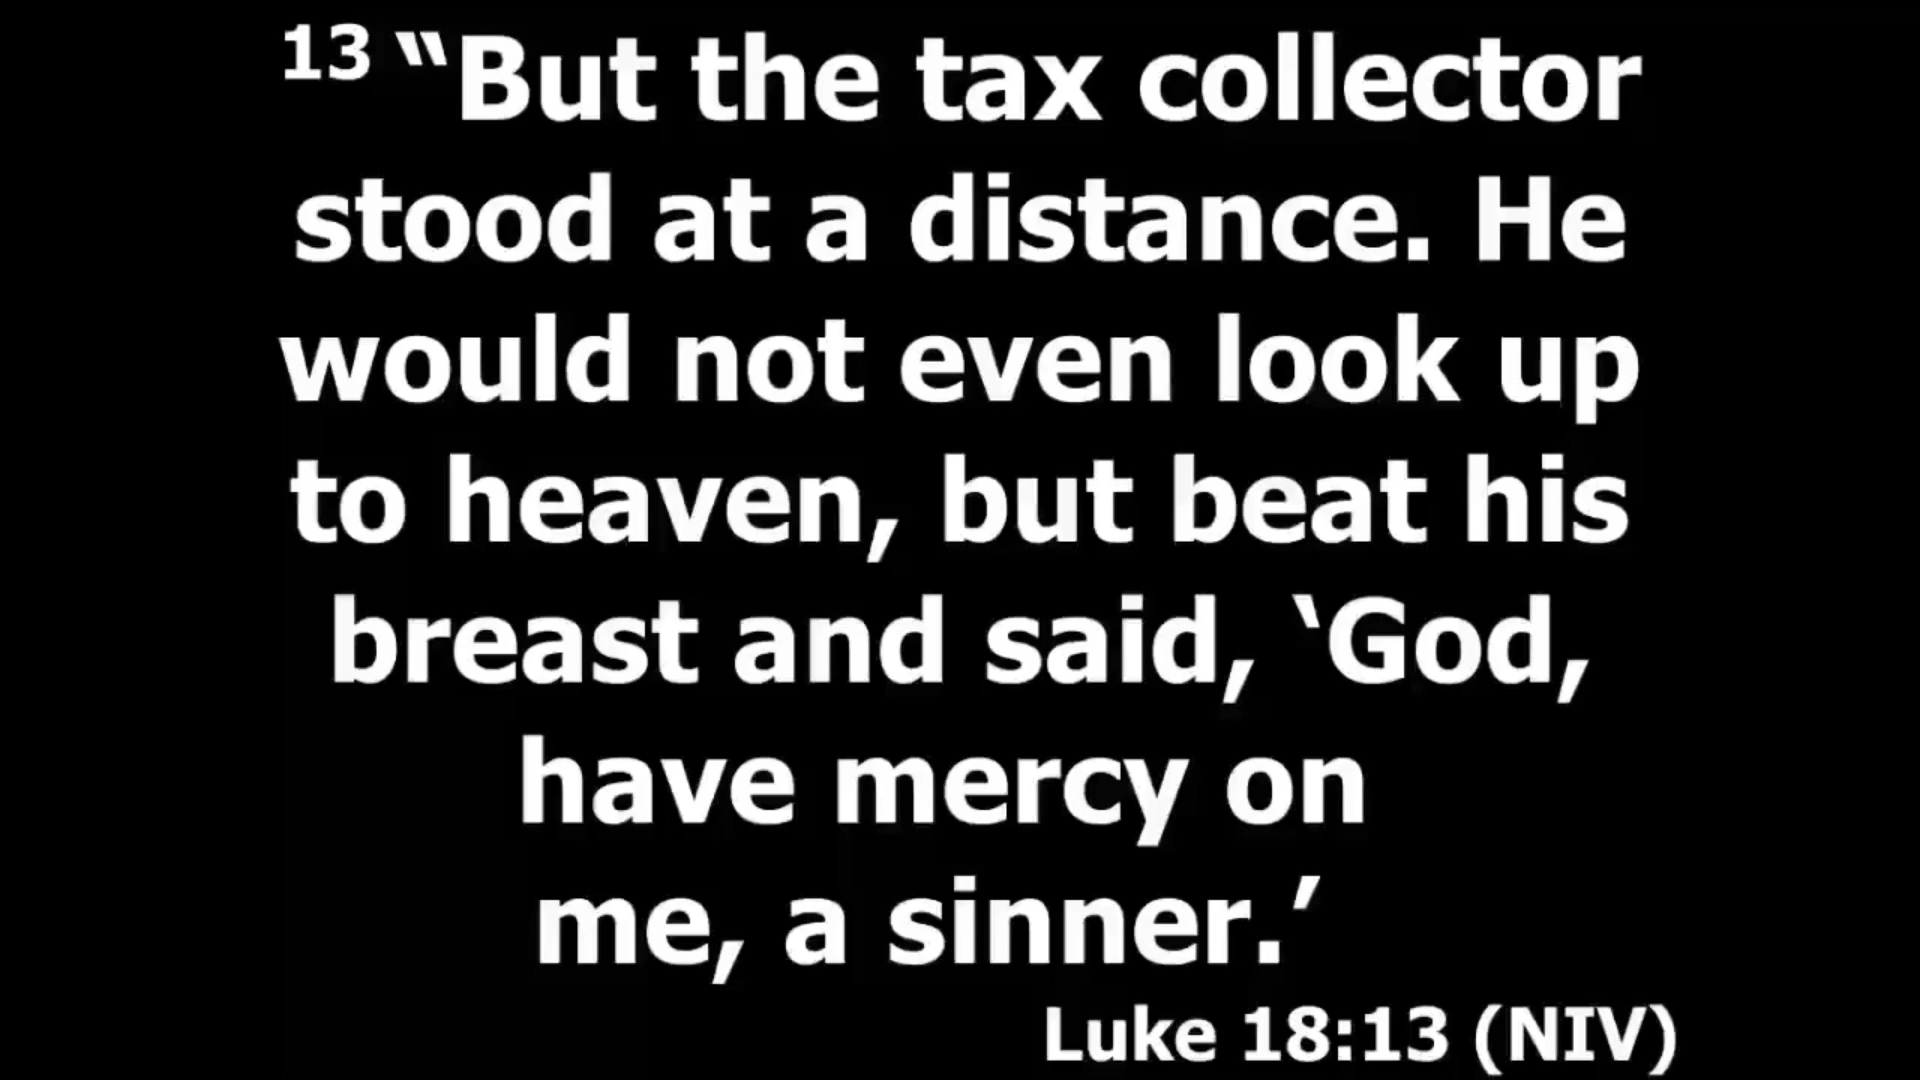 13 “But the tax collector
stood at a distance. He
would not even look up
to heaven, but beat his
breast and said, ‘God,
have mercy on
me, a sinner.’
Luke 18:13 (NIV)